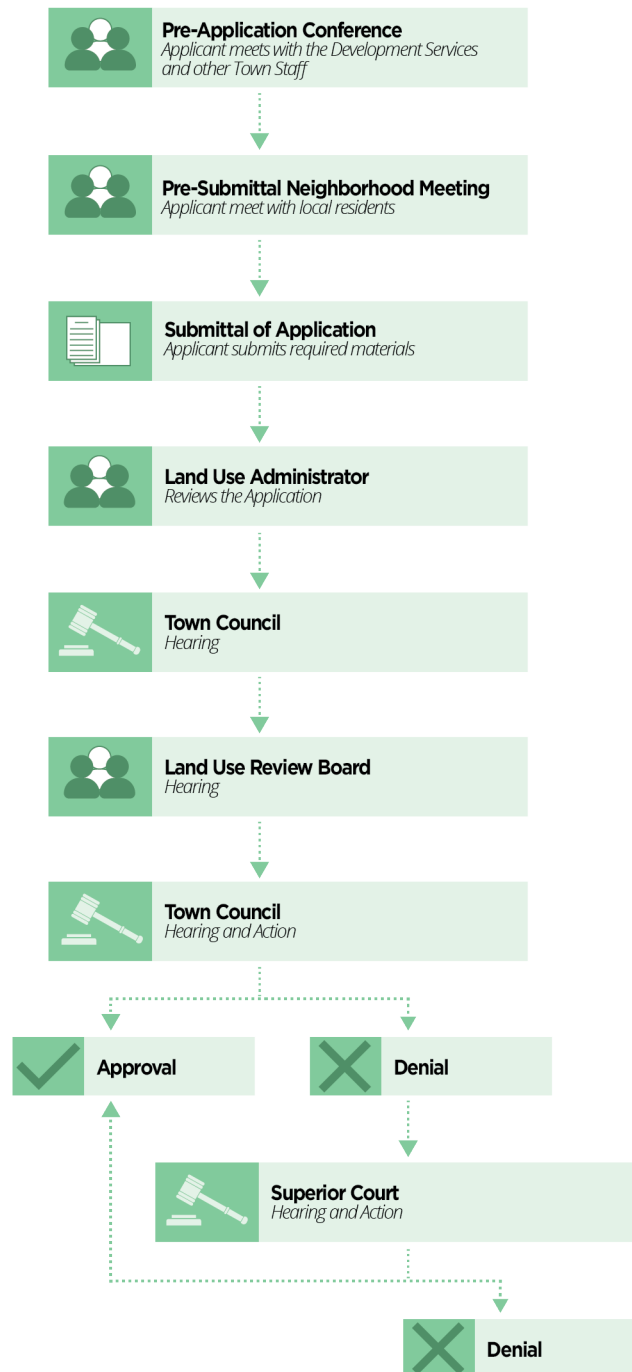 Pre-Application Conference
Applicant meets with the Development Services
and other Town Staff
Pre-Submittal Neighborhood Meeting
Applicant meet with local residents
Submittal of Application
Applicant submits required materials
Land Use Administrator
Reviews the Application
Town Council
Hearing
Land Use Review Board
Hearing
Town Council
Hearing and Action
Approval
Denial
Superior Court
Hearing and Action
Denial